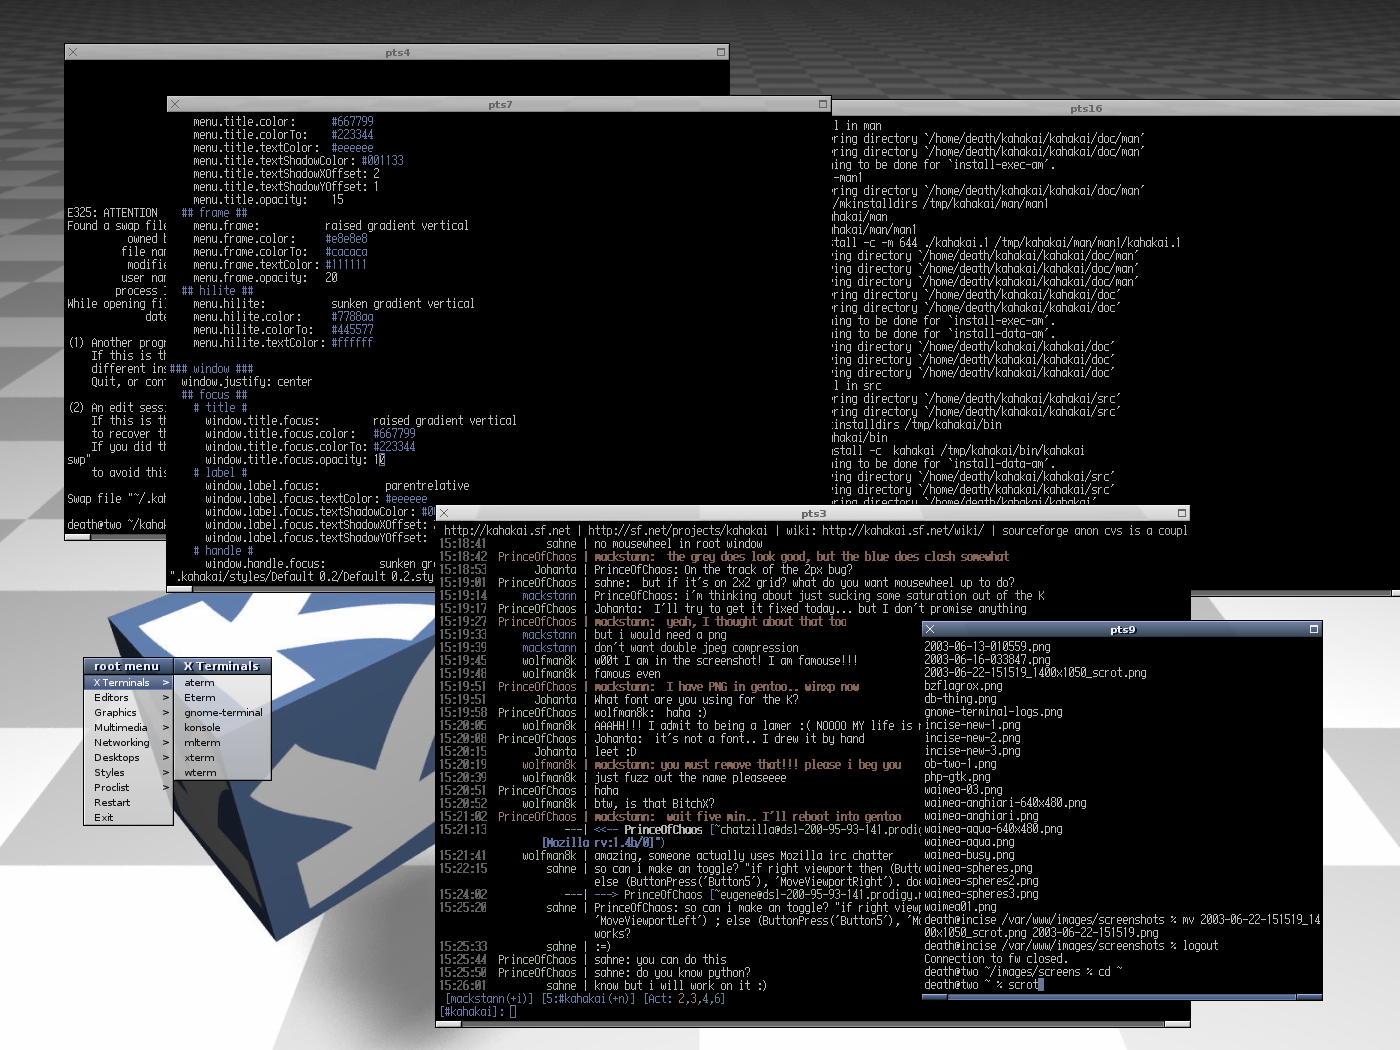 pts4
E325: ATTENTION
Found a swap file
owned b
file nam
modifie
user nam
process I
While opening fil
date
(1) Another progr
If this is th
different ins
Quit, or cont
(2) An edit sessi
If this is th
to recover th
If you did th
swp"
to avoid this
Swap file "~/.kah
death@two ~/kahak
pts7
menu.title.color: #667799
menu.title.colorTo: #223344
menu.title.textColor: #eeeeee
menu.title.textShadowColor: #001133
menu.title.textShadowXOffset: 2
menu.title.textShadowYOffset: 1
menu.title.opacity: 15
## frame ##
menu.frame: raised gradient vertical
menu.frame.color: #e8e8e8
menu.frame.colorTo: #cacaca
menu.frame.textColor: #111111
menu.frame.opacity: 20
## hilite ##
menu.hilite: sunken gradient vertical
menu.hilite.color: #7788aa
menu.hilite.colorTo: #445577
menu.hilite.textColor: #ffffff
### window ###
window.justify: center
## focus ##
# title #
window.title.focus: raised gradient vertical
window.title.focus.color: #667799
window.title.focus.colorTo: #223344
window.title.focus.opacity: 10
# label #
window.label.focus: parentrelative
window.label.focus.textColor: #eeeeee
window.label.focus.textShadowColor: #00
window.label.focus.textShadowXOffset:
window.label.focus.textShadowYOffset:
# handle #
window.handle.focus: sunken gr
".kahakai/styles/Default 0.2/Default 0.2.sty
pts16
l in man
ring directory `/home/death/kahakai/kahakai/doc/man'
ring directory `/home/death/kahakai/kahakai/doc/man'
ing to be done for `install-exec-am'.
-man1
ring directory `/home/death/kahakai/kahakai/doc/man'
/mkinstalldirs /tmp/kahakai/man/man1
hakai/man
hakai/man/man1
tall -c -m 644 ./kahakai.1 /tmp/kahakai/man/man1/kahakai.1
ring directory `/home/death/kahakai/kahakai/doc/man'
ring directory `/home/death/kahakai/kahakai/doc/man'
ring directory `/home/death/kahakai/kahakai/doc/man'
ring directory `/home/death/kahakai/kahakai/doc'
ring directory `/home/death/kahakai/kahakai/doc'
ing to be done for `install-exec-am'.
ing to be done for `install-data-am'.
ring directory `/home/death/kahakai/kahakai/doc'
ring directory `/home/death/kahakai/kahakai/doc'
ring directory `/home/death/kahakai/kahakai/doc'
l in src
ring directory `/home/death/kahakai/kahakai/src'
ring directory `/home/death/kahakai/kahakai/src'
installdirs /tmp/kahakai/bin
hakai/bin
install -c kahakai /tmp/kahakai/bin/kahakai
ing to be done for `install-data-am'.
ring directory `/home/death/kahakai/kahakai/src'
ring directory `/home/death/kahakai/kahakai/src'
pts3
http://kahakai.sf.net | http://sf.net/projects/kahakai | wiki: http://kahakai.sf.net/wiki/ | sourceforge anon cvs is a coupl
15:18:41 sahne | no mousewheel in root window
15:18:42 PrinceOfChaos | mackstann: the grey does look good, but the blue does clash somewhat
15:18:53 Johanta | PrinceOfChaos: On the track of the 2px bug?
15:19:01 PrinceOfChaos | sahne: but if it's on 2x2 grid? what do you want mousewheel up to do?
15:19:14 mackstann | PrinceOfChaos: i'm thinking about just sucking some saturation out of the K
15:19:17 PrinceOfChaos | Johanta: I'll try to get it fixed today... but I don't promise anything
15:19:27 PrinceOfChaos | mackstann: yeah, I thought about that too
15:19:33 mackstann | but i would need a png
15:19:39 mackstann | don't want double jpeg compression
15:19:45 wolfman8k | w00t I am in the screenshot! I am famouse!!!
15:19:48 wolfman8k | famous even
15:19:51 PrinceOfChaos | mackstann: I have PNG in gentoo.. winxp now
15:19:51 Johanta | What font are you using for the K?
15:19:58 PrinceOfChaos | wolfman8k: haha :)
15:20:05 wolfman8k | AAAHH!!! I admit to being a lamer :( NOOOO MY life is r
15:20:08 PrinceOfChaos | Johanta: it's not a font.. I drew it by hand
15:20:15 Johanta | leet :D
15:20:19 wolfman8k | mackstann: you must remove that!!! please i beg you
15:20:39 wolfman8k | just fuzz out the name pleaseeee
15:20:51 PrinceOfChaos | haha
15:20:52 wolfman8k | btw, is that BitchX?
15:21:02 PrinceOfChaos | mackstann: wait five min.. I'll reboot into gentoo
15:21:13 ---| <<-- PrinceOfChaos [~chatzilla@dsl-200-95-93-141.prodig
[Mozilla rv:1.4b/0]")
15:21:41 wolfman8k | amazing, someone actually uses Mozilla irc chatter
15:22:15 sahne | so can i make an toggle? "if right viewport then (Butto
else (ButtonPress('Button5'), 'MoveViewportRight'). doe
15:24:02 ---| ---> PrinceOfChaos [~eugene@dsl-200-95-93-141.prodigy.
15:25:20 sahne | PrinceOfChaos: so can i make an toggle? "if right viewp
'MoveViewportLeft') ; else (ButtonPress('Button5'), 'Mo
works?
15:25:33 sahne | :=)
15:25:44 PrinceOfChaos | sahne: you can do this
15:25:50 PrinceOfChaos | sahne: do you know python?
15:26:01 sahne | know but i will work on it :)
[mackstann(+i)] [5:#kahakai(+n)] [Act: 2,3,4,6]
[#kahakai]:
pts9
2003-06-13-010559.png
2003-06-16-033847.png
2003-06-22-151519_1400x1050_scrot.png
bzflagrox.png
db-thing.png
gnome-terminal-logs.png
incise-new-1.png
incise-new-2.png
incise-new-3.png
ob-two-1.png
php-gtk.png
waimea-03.png
waimea-anghiari-640x480.png
waimea-anghiari.png
waimea-aqua-640x480.png
waimea-aqua.png
waimea-busy.png
waimea-spheres.png
waimea-spheres2.png
waimea-spheres3.png
waimea01.png
death@incise /var/www/images/screenshots % mv 2003-06-22-151519_14
00x1050_scrot.png 2003-06-22-151519.png
death@incise /var/www/images/screenshots % logout
Connection to fw closed.
death@two ~/images/screens % cd ~
death@two ~ % scrot
root menu
X Terminals >
Editors >
Graphics >
Multimedia >
Networking >
Desktops >
Styles >
Proclist >
Restart
Exit
X Terminals
aterm
Eterm
gnome-terminal
konsole
mlterm
xterm
wterm